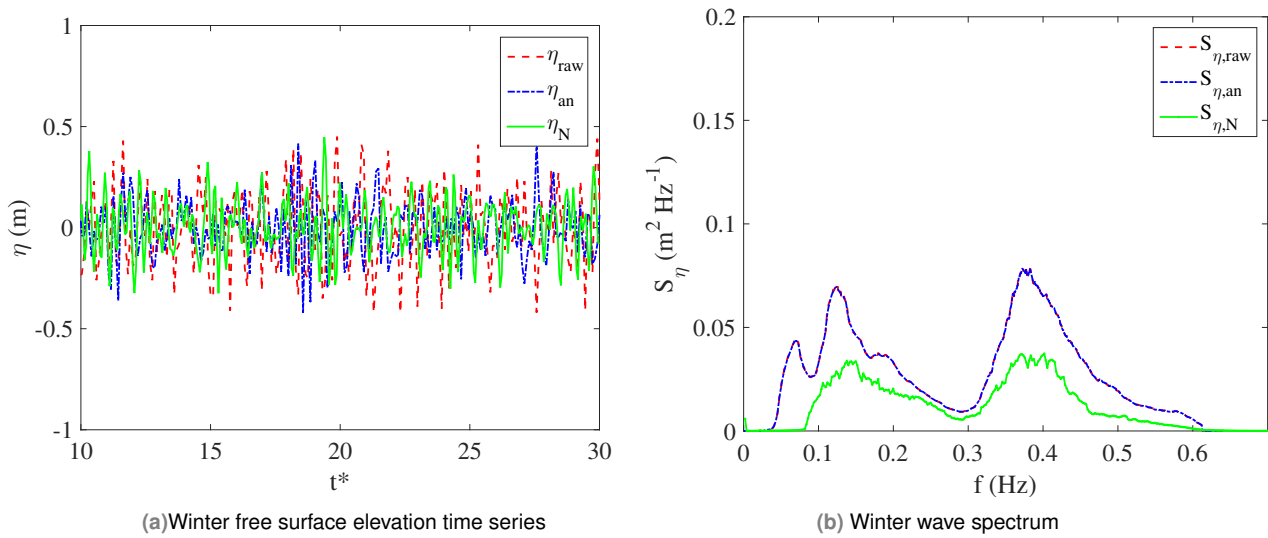 1
0.5
0
-0.5
-1
η (m)
10
15
20
25
30
t*
η_raw
η_an
η_N
(a)Winter free surface elevation time series
0.2
0.15
0.1
0.05
0
S_η (m² Hz⁻¹)
0
0.1
0.2
0.3
0.4
0.5
0.6
f (Hz)
S_η,raw
S_η,an
S_η,N
(b) Winter wave spectrum